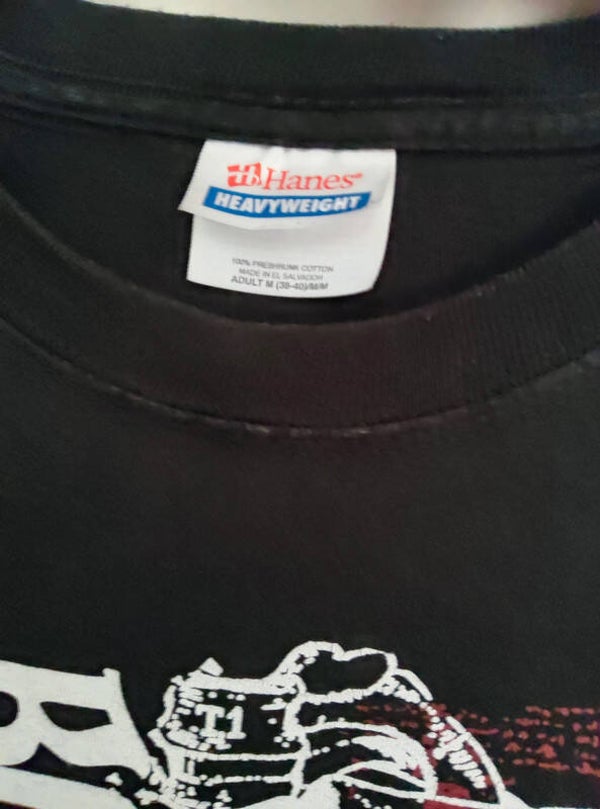 Hanes®
HEAVYWEIGHT
100% PRESHRUNK COTTON
MADE IN EL SALVADOR
ADULT M (38-40)/M/M
R T1